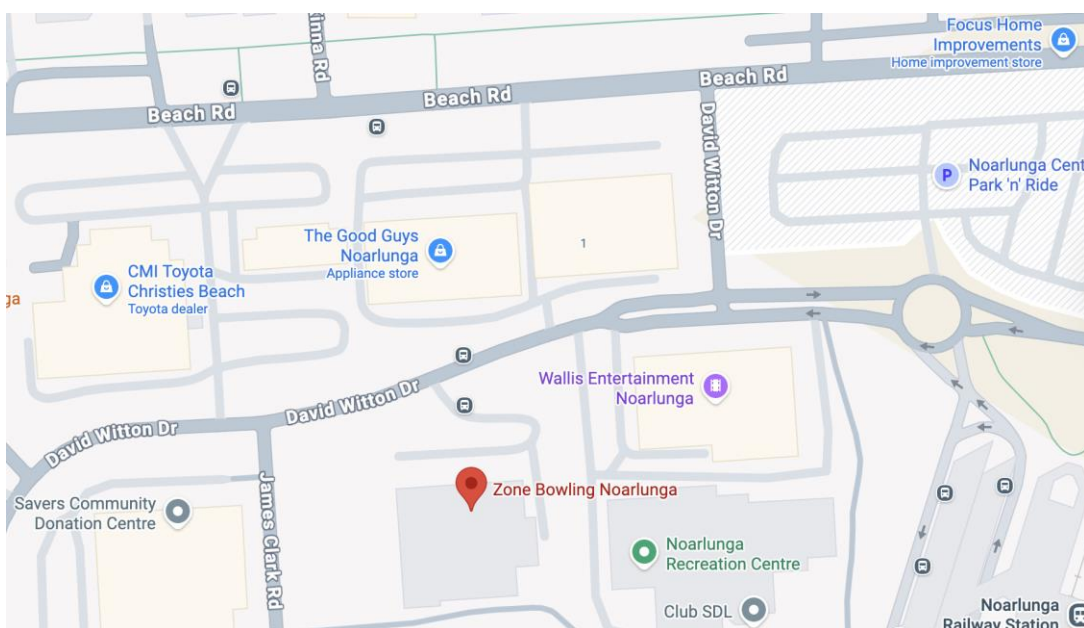 Focus Home
Improvements
Home improvement store
Beach Rd
Beach Rd
Beach Rd
David Witton Dr
Noarlunga Cent
Park 'n' Ride
P
The Good Guys
Noarlunga
Appliance store
1
CMI Toyota
Christies Beach
Toyota dealer
Wallis Entertainment
Noarlunga
David Witton Dr
David Witton Dr
James Clark Rd
Savers Community
Donation Centre
Zone Bowling Noarlunga
Noarlunga
Recreation Centre
Club SDL
Noarlunga
Railway Station